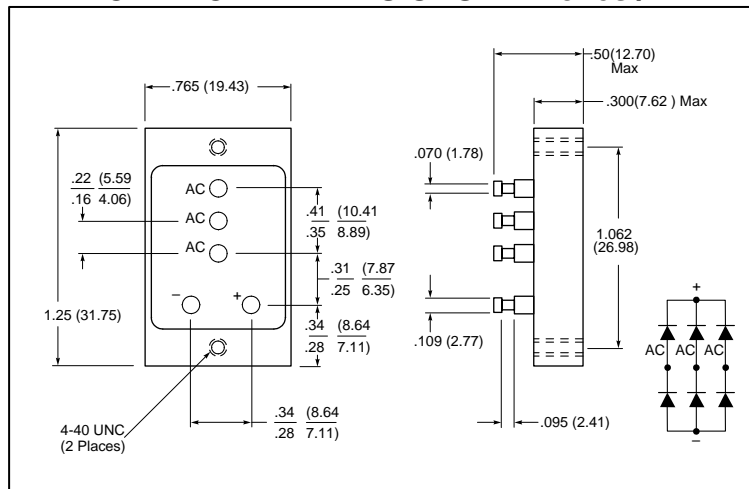 .765 (19.43)
.22 (5.59
.16 4.06)
AC
AC
AC
.41 (10.41
.35 8.89)
.31 (7.87
.25 6.35)
– +
1.25 (31.75)
.34 (8.64
.28 7.11)
4-40 UNC
(2 Places)
.34 (8.64
.28 7.11)
.50(12.70)
Max
.300(7.62 ) Max
.070 (1.78)
1.062
(26.98)
.109 (2.77)
.095 (2.41)
+
AC AC AC
–